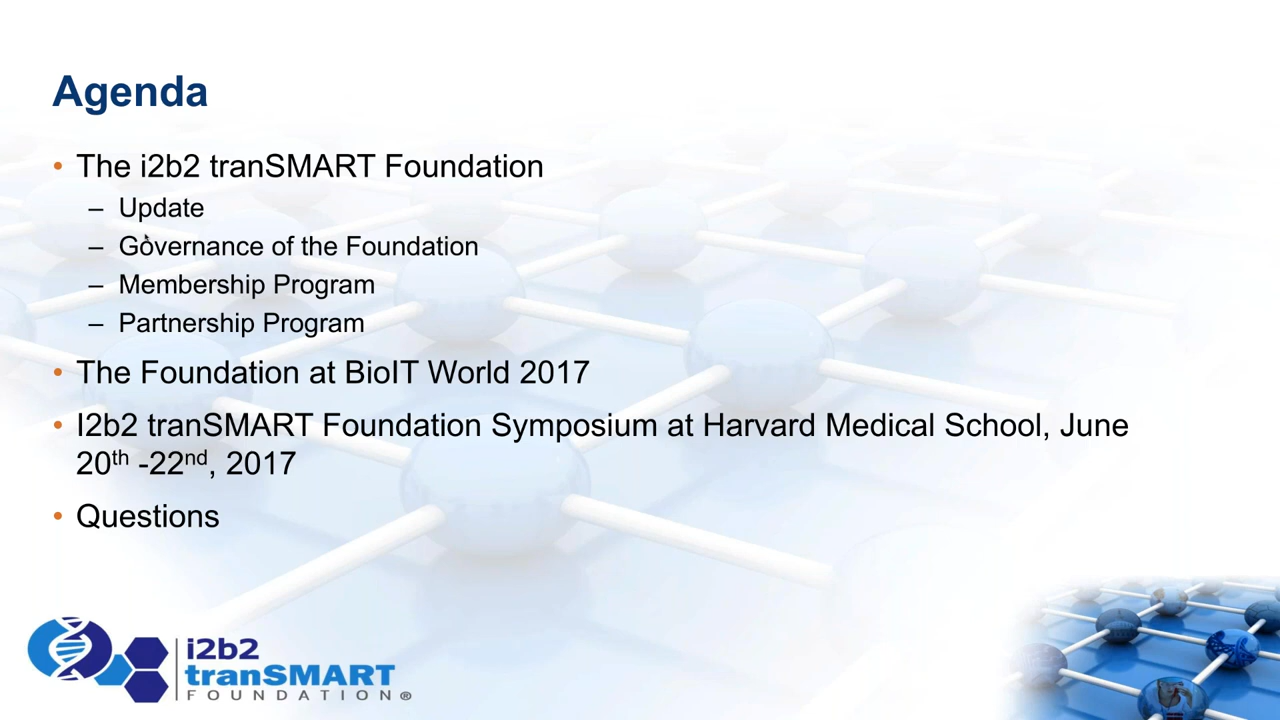 Agenda
• The i2b2 tranSMART Foundation
– Update
– Governance of the Foundation
– Membership Program
– Partnership Program
• The Foundation at BioIT World 2017
• I2b2 tranSMART Foundation Symposium at Harvard Medical School, June
20th -22nd, 2017
• Questions
i2b2
tranSMART
FOUNDATION®